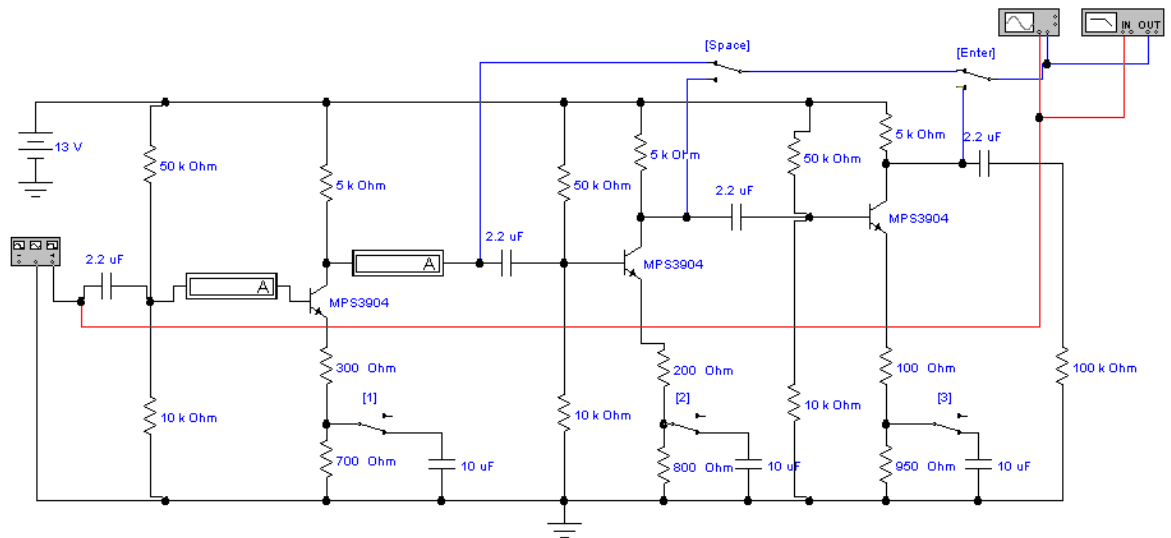 IN OUT
[Space]
[Enter]
13 V
50 k Ohm
5 k Ohm
50 k Ohm
5 k Ohm
50 k Ohm
5 k Ohm
2.2 uF
2.2 uF
MPS3904
2.2 uF
2.2 uF
A
MPS3904
A
MPS3904
300 Ohm
200 Ohm
100 Ohm
100 k Ohm
[1]
[2]
[3]
10 k Ohm
10 k Ohm
10 k Ohm
700 Ohm
10 uF
800 Ohm
10 uF
950 Ohm
10 uF